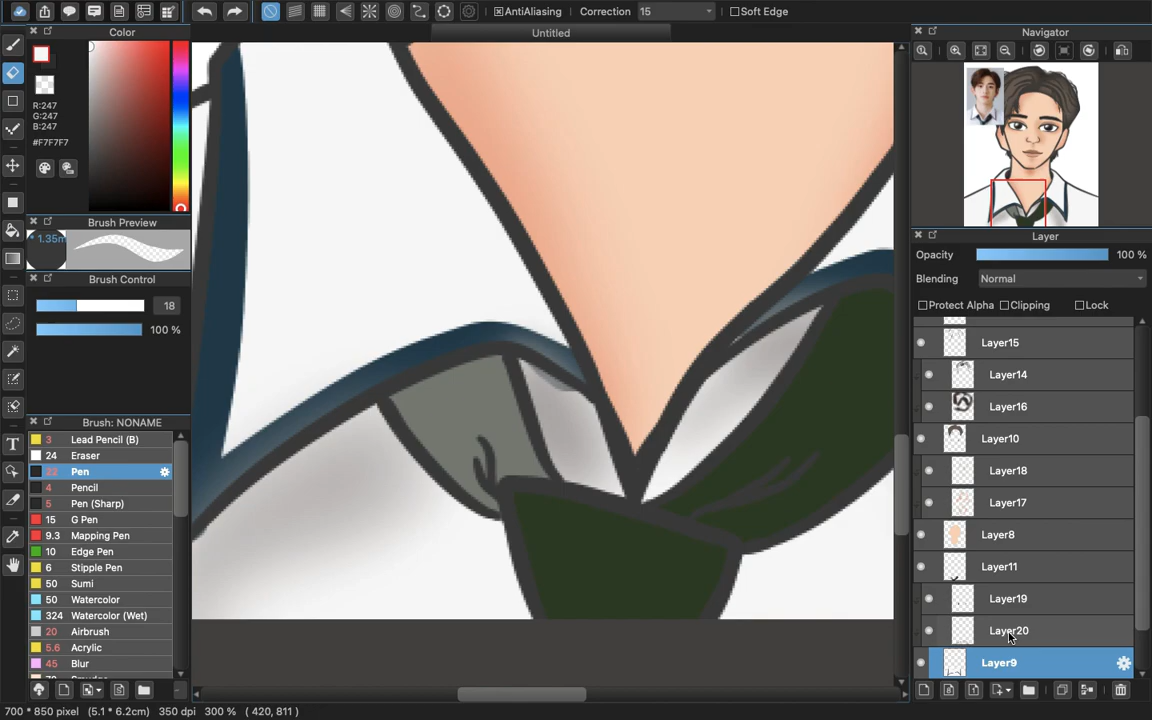 AntiAliasing Correction 15 Soft Edge
Color
Untitled
Navigator
R:247
G:247
B:247
#F7F7F7
Brush Preview
* 1.35m
Brush Control
18
100 %
Brush: NONAME
3 Lead Pencil (B)
24 Eraser
22 Pen
4 Pencil
5 Pen (Sharp)
15 G Pen
9.3 Mapping Pen
10 Edge Pen
6 Stipple Pen
50 Sumi
50 Watercolor
324 Watercolor (Wet)
20 Airbrush
5.6 Acrylic
45 Blur
Layer
Opacity 100 %
Blending Normal
Protect Alpha Clipping Lock
Layer15
Layer14
Layer16
Layer10
Layer18
Layer17
Layer8
Layer11
Layer19
Layer20
Layer9
700 * 850 pixel (5.1 * 6.2cm) 350 dpi 300 % ( 420, 811 )